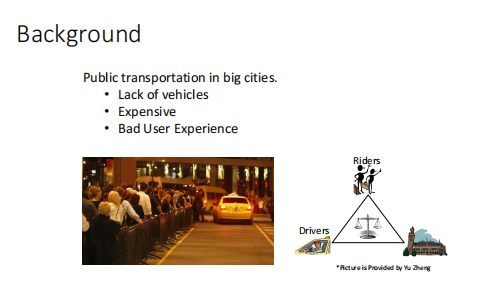 Background
Public transportation in big cities.
• Lack of vehicles
• Expensive
• Bad User Experience
Riders
Drivers
*Picture is Provided by Yu Zheng